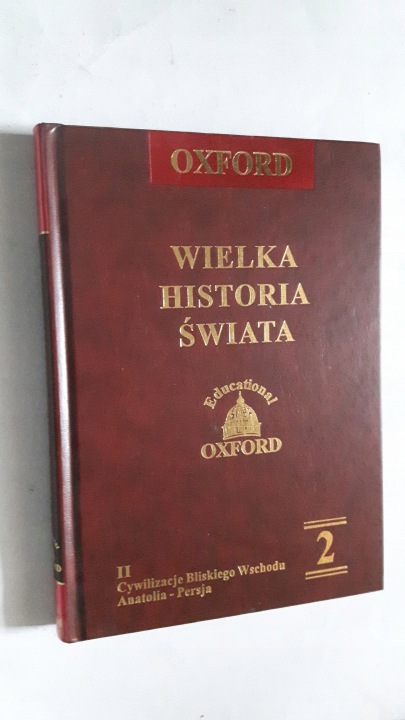 OXFORD
WIELKA
HISTORIA
ŚWIATA
Educational
OXFORD
II
Cywilizacje Bliskiego Wschodu
Anatolia - Persja
2